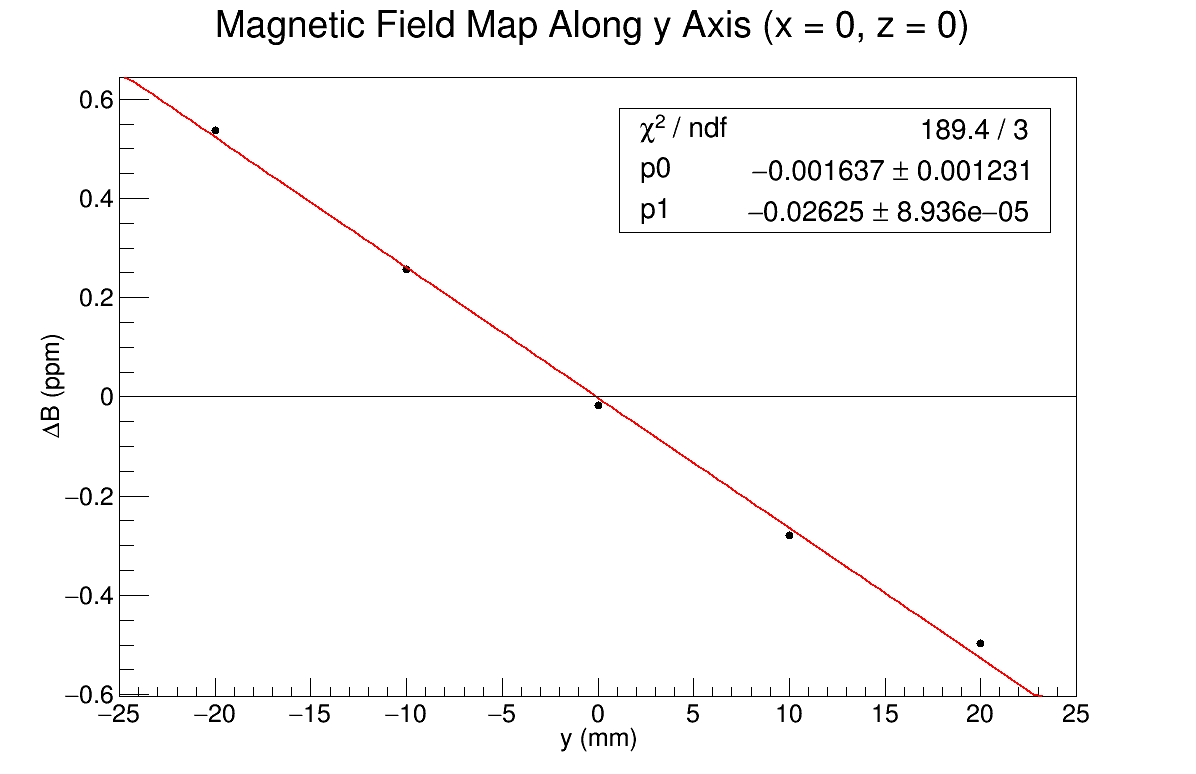 Magnetic Field Map Along y Axis (x = 0, z = 0)
χ² / ndf 189.4 / 3
p0 −0.001637 ± 0.001231
p1 −0.02625 ± 8.936e−05
ΔB (ppm)
0.6
0.4
0.2
0
−0.2
−0.4
−0.6
−25 −20 −15 −10 −5 0 5 10 15 20 25
y (mm)